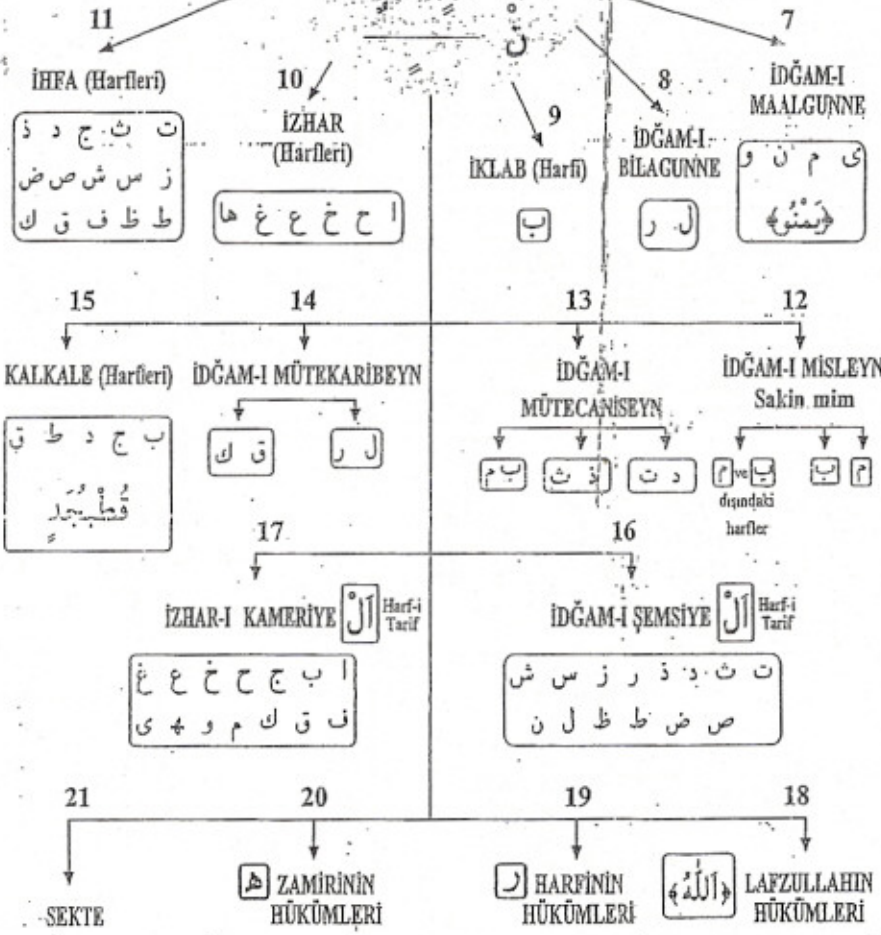 11
7
İHFA (Harfleri)
10
8
İDĞAM-I
MAALGUNNE
ت ث ج د ذ
ز س ش ص ض
ط ظ ف ق ك
İZHAR
(Harfleri)
ا ح خ ع غ ها
9
İKLAB (Harfi)
ب
İDĞAM-I
BİLAGUNNE
ل ر
ى م ن و
﴿يَمْنُو﴾
15
14
13
12
KALKALE (Harfleri)
İDĞAM-I MÜTEKARİBEYN
İDĞAM-I
MÜTECANİSEYN
İDĞAM-I MİSLEYN
Sakin mim
ب ج د ط ق
ق ك
ل ر
ب م
ذ ث
د ت
م ve ب
dışındaki
harfler
ب
م
17
16
İZHAR-I KAMERİYE اَلْ Harf-i
Tarif
İDĞAM-I ŞEMSİYE اَلْ Harf-i
Tarif
ا ب ج ح خ ع غ
ف ق ك م و ه ى
ت ث د ذ ر ز س ش
ص ض ط ظ ل ن
21
20
19
18
SEKTE
ه ZAMİRİNİN
HÜKÜMLERİ
ر HARFİNİN
HÜKÜMLERİ
﴿اَللّٰهُ﴾ LAFZULLAHIN
HÜKÜMLERİ